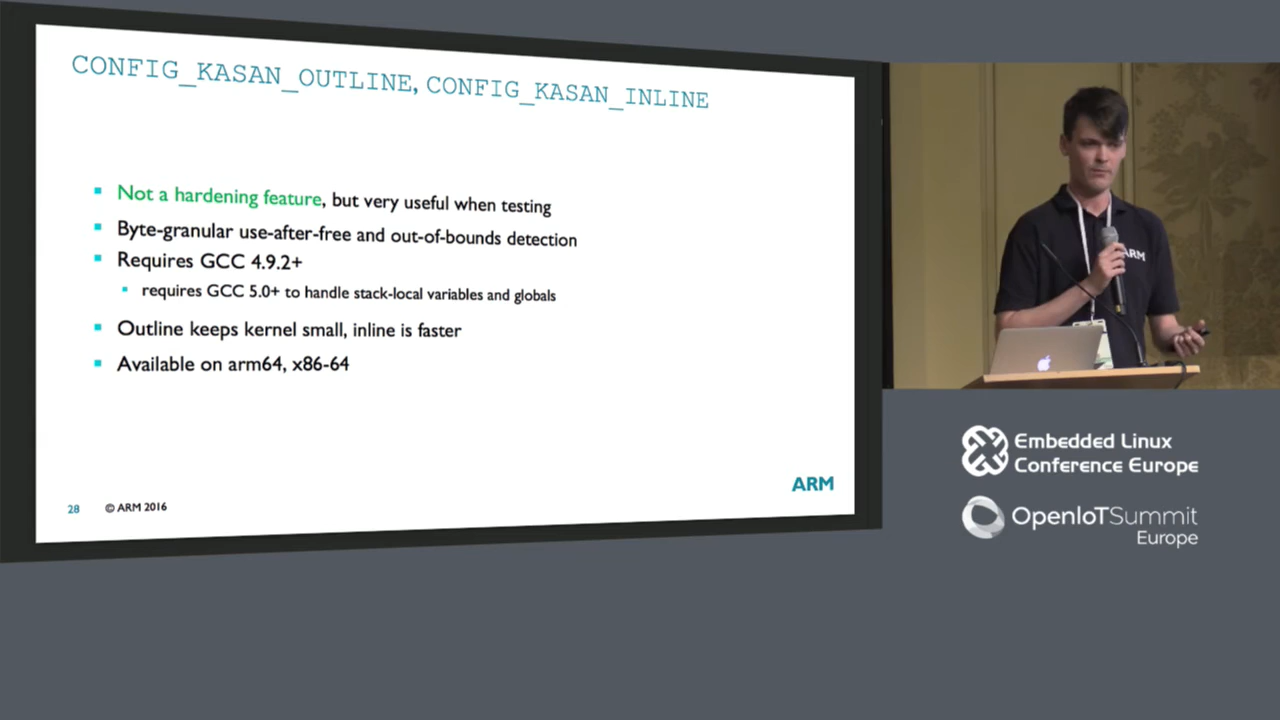 CONFIG_KASAN_OUTLINE, CONFIG_KASAN_INLINE
Not a hardening feature, but very useful when testing
Byte-granular use-after-free and out-of-bounds detection
Requires GCC 4.9.2+
requires GCC 5.0+ to handle stack-local variables and globals
Outline keeps kernel small, inline is faster
Available on arm64, x86-64
ARM
28 © ARM 2016
ARM
Embedded Linux
Conference Europe
OpenIoTSummit
Europe